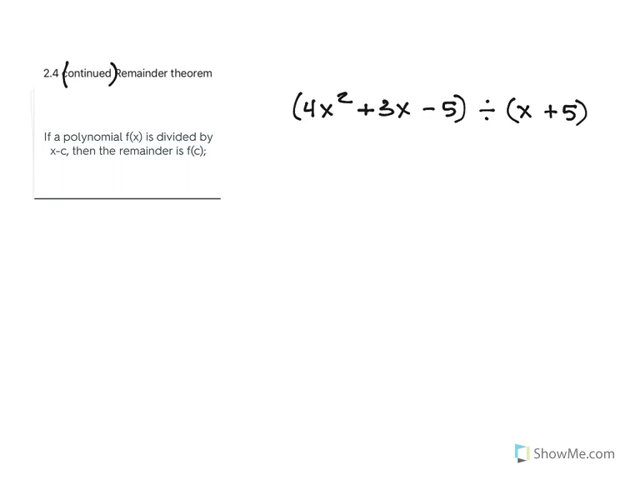 2.4 (continued) Remainder theorem
(4x² + 3x - 5) ÷ (x + 5)
If a polynomial f(x) is divided by
x-c, then the remainder is f(c);
ShowMe.com